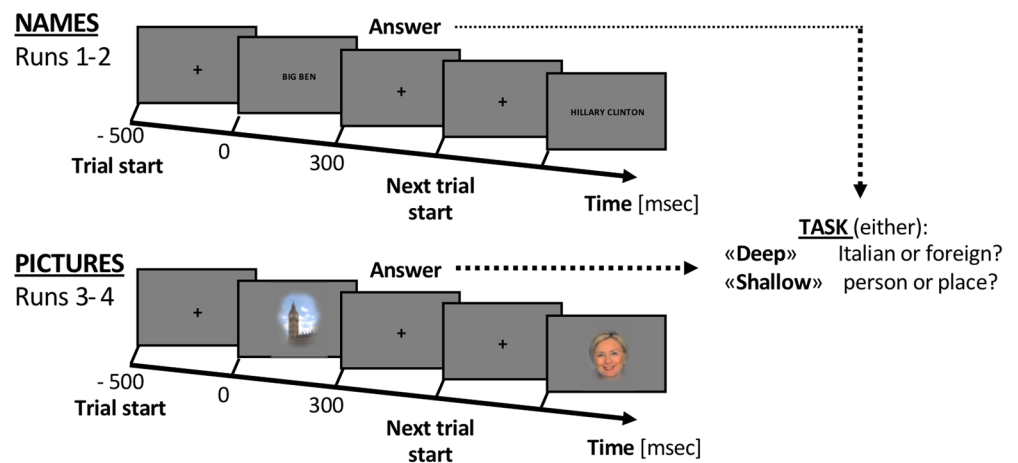 NAMES
Runs 1-2
Answer
+
BIG BEN
+
+
HILLARY CLINTON
- 500
0
300
Trial start
Next trial
start
Time [msec]
TASK (either):
«Deep» Italian or foreign?
«Shallow» person or place?
PICTURES
Runs 3-4
Answer
+
+
+
- 500
0
300
Trial start
Next trial
start
Time [msec]